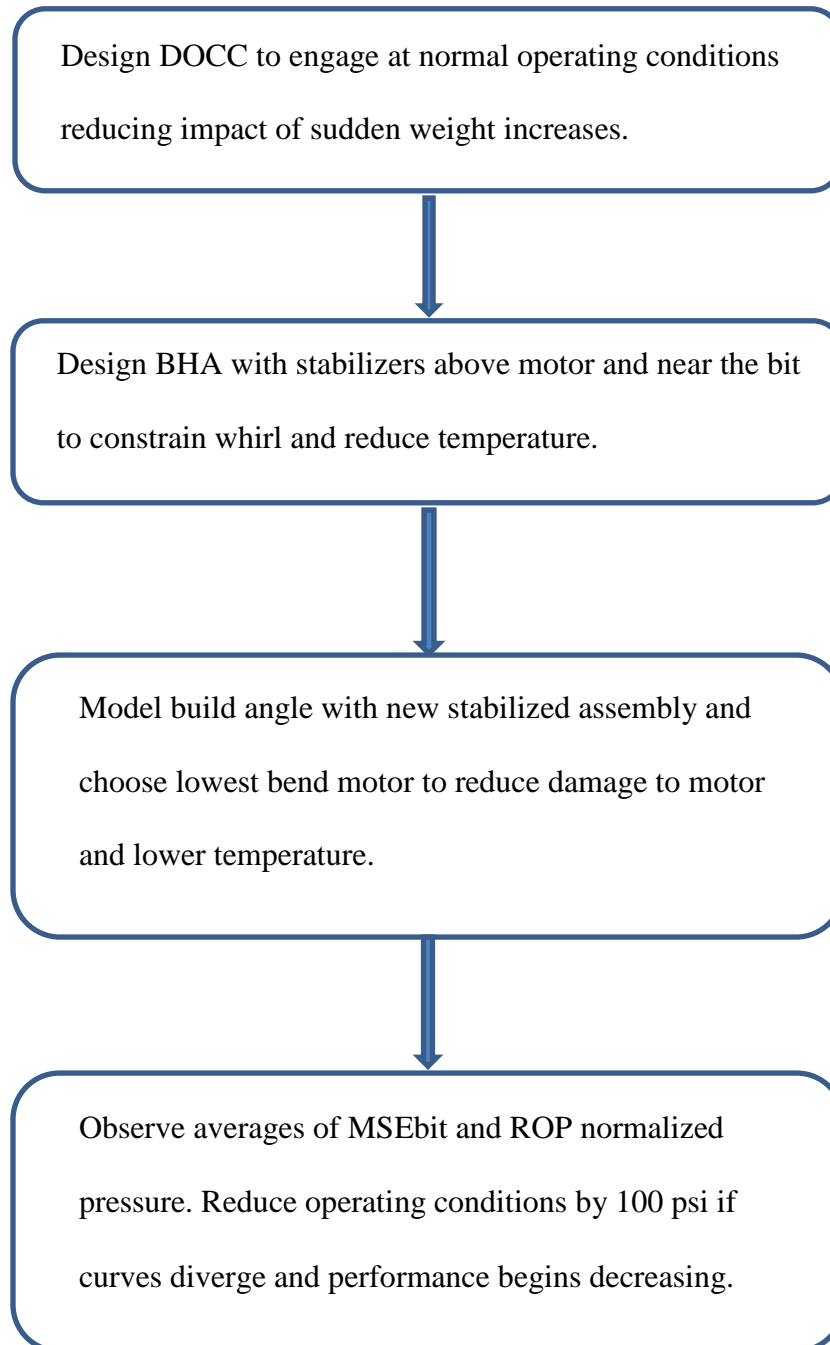 Design DOCC to engage at normal operating conditions
reducing impact of sudden weight increases.
Design BHA with stabilizers above motor and near the bit
to constrain whirl and reduce temperature.
Model build angle with new stabilized assembly and
choose lowest bend motor to reduce damage to motor
and lower temperature.
Observe averages of MSEbit and ROP normalized
pressure. Reduce operating conditions by 100 psi if
curves diverge and performance begins decreasing.